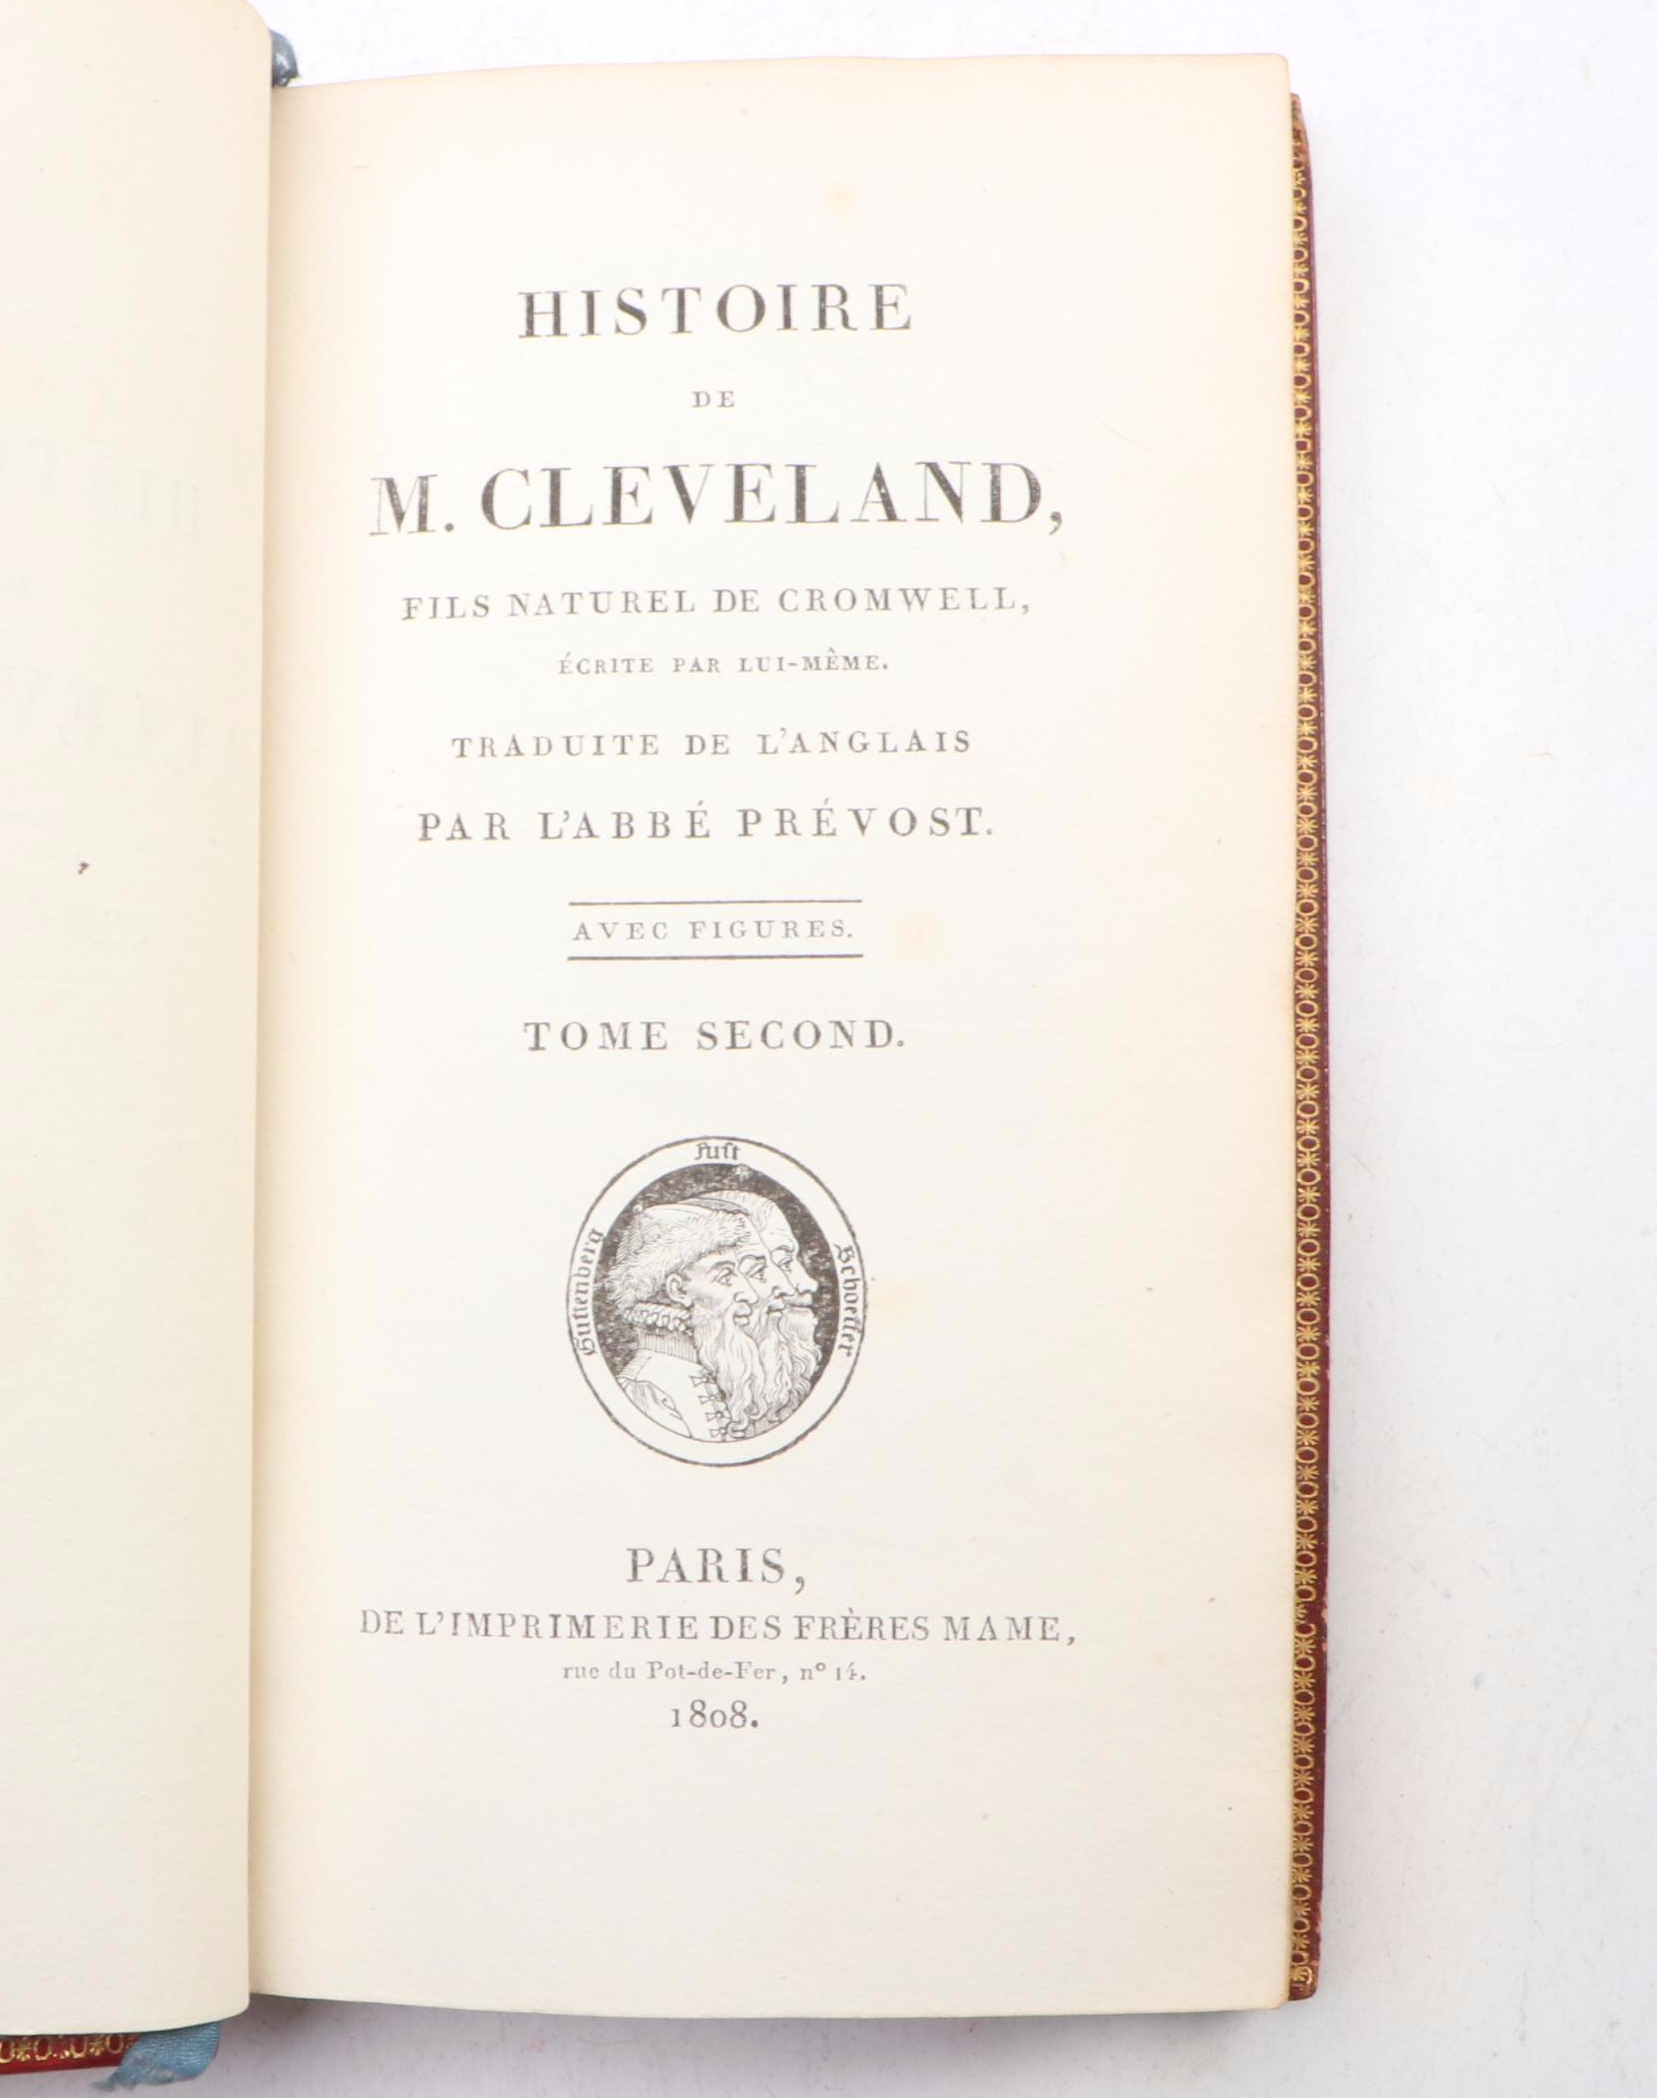 HISTOIRE
DE
M. CLEVELAND,
FILS NATUREL DE CROMWELL,
ÉCRITE PAR LUI-MÊME.
TRADUITE DE L'ANGLAIS
PAR L'ABBÉ PRÉVOST.
AVEC FIGURES.
TOME SECOND.
Fuſt
Guttenberg
Schoeffer
PARIS,
DE L'IMPRIMERIE DES FRÈRES MAME,
rue du Pot-de-Fer, nº 14.
1808.